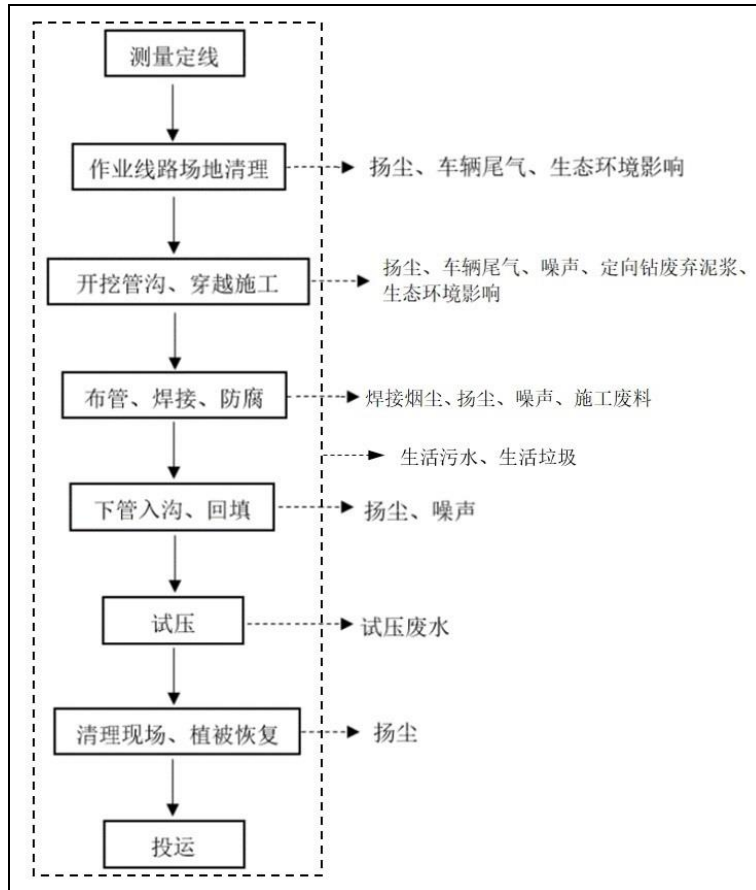 测量定线
作业线路场地清理
扬尘、车辆尾气、生态环境影响
开挖管沟、穿越施工
扬尘、车辆尾气、噪声、定向钻废弃泥浆、
生态环境影响
布管、焊接、防腐
焊接烟尘、扬尘、噪声、施工废料
生活污水、生活垃圾
下管入沟、回填
扬尘、噪声
试压
试压废水
清理现场、植被恢复
扬尘
投运